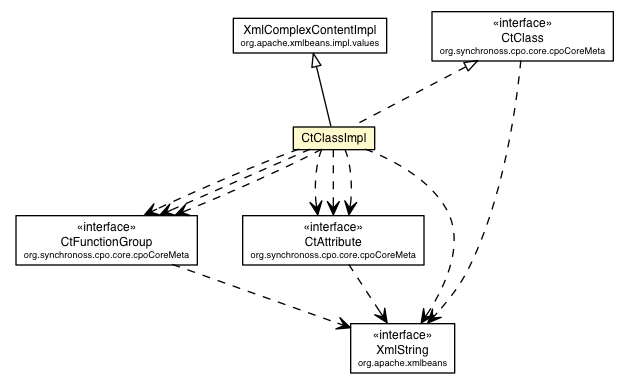 XmlComplexContentImpl
org.apache.xmlbeans.impl.values
«interface»
CtClass
org.synchronoss.cpo.core.cpoCoreMeta
CtClassImpl
«interface»
CtFunctionGroup
org.synchronoss.cpo.core.cpoCoreMeta
«interface»
CtAttribute
org.synchronoss.cpo.core.cpoCoreMeta
«interface»
XmlString
org.apache.xmlbeans